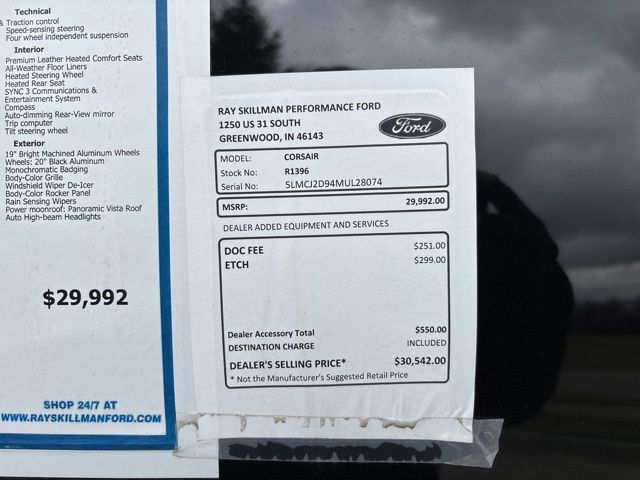 Technical
& Traction control
Speed-sensing steering
Four wheel independent suspension
Interior
Premium Leather Heated Comfort Seats
All-Weather Floor Liners
Heated Steering Wheel
Heated Rear Seat
SYNC 3 Communications &
Entertainment System
Compass
Auto-dimming Rear-View mirror
Trip computer
Tilt steering wheel
Exterior
19" Bright Machined Aluminum Wheels
Wheels: 20" Black Aluminum
Monochromatic Badging
Body-Color Grille
Windshield Wiper De-Icer
Body-Color Rocker Panel
Rain Sensing Wipers
Power moonroof: Panoramic Vista Roof
Auto High-beam Headlights
$29,992
SHOP 24/7 AT
WWW.RAYSKILLMANFORD.COM
RAY SKILLMAN PERFORMANCE FORD
1250 US 31 SOUTH
GREENWOOD, IN 46143
Ford
MODEL: CORSAIR
Stock No: R1396
Serial No: 5LMCJ2D94MUL28074
MSRP: 29,992.00
DEALER ADDED EQUIPMENT AND SERVICES
DOC FEE $251.00
ETCH $299.00
Dealer Accessory Total $550.00
DESTINATION CHARGE INCLUDED
DEALER'S SELLING PRICE* $30,542.00
* Not the Manufacturer's Suggested Retail Price